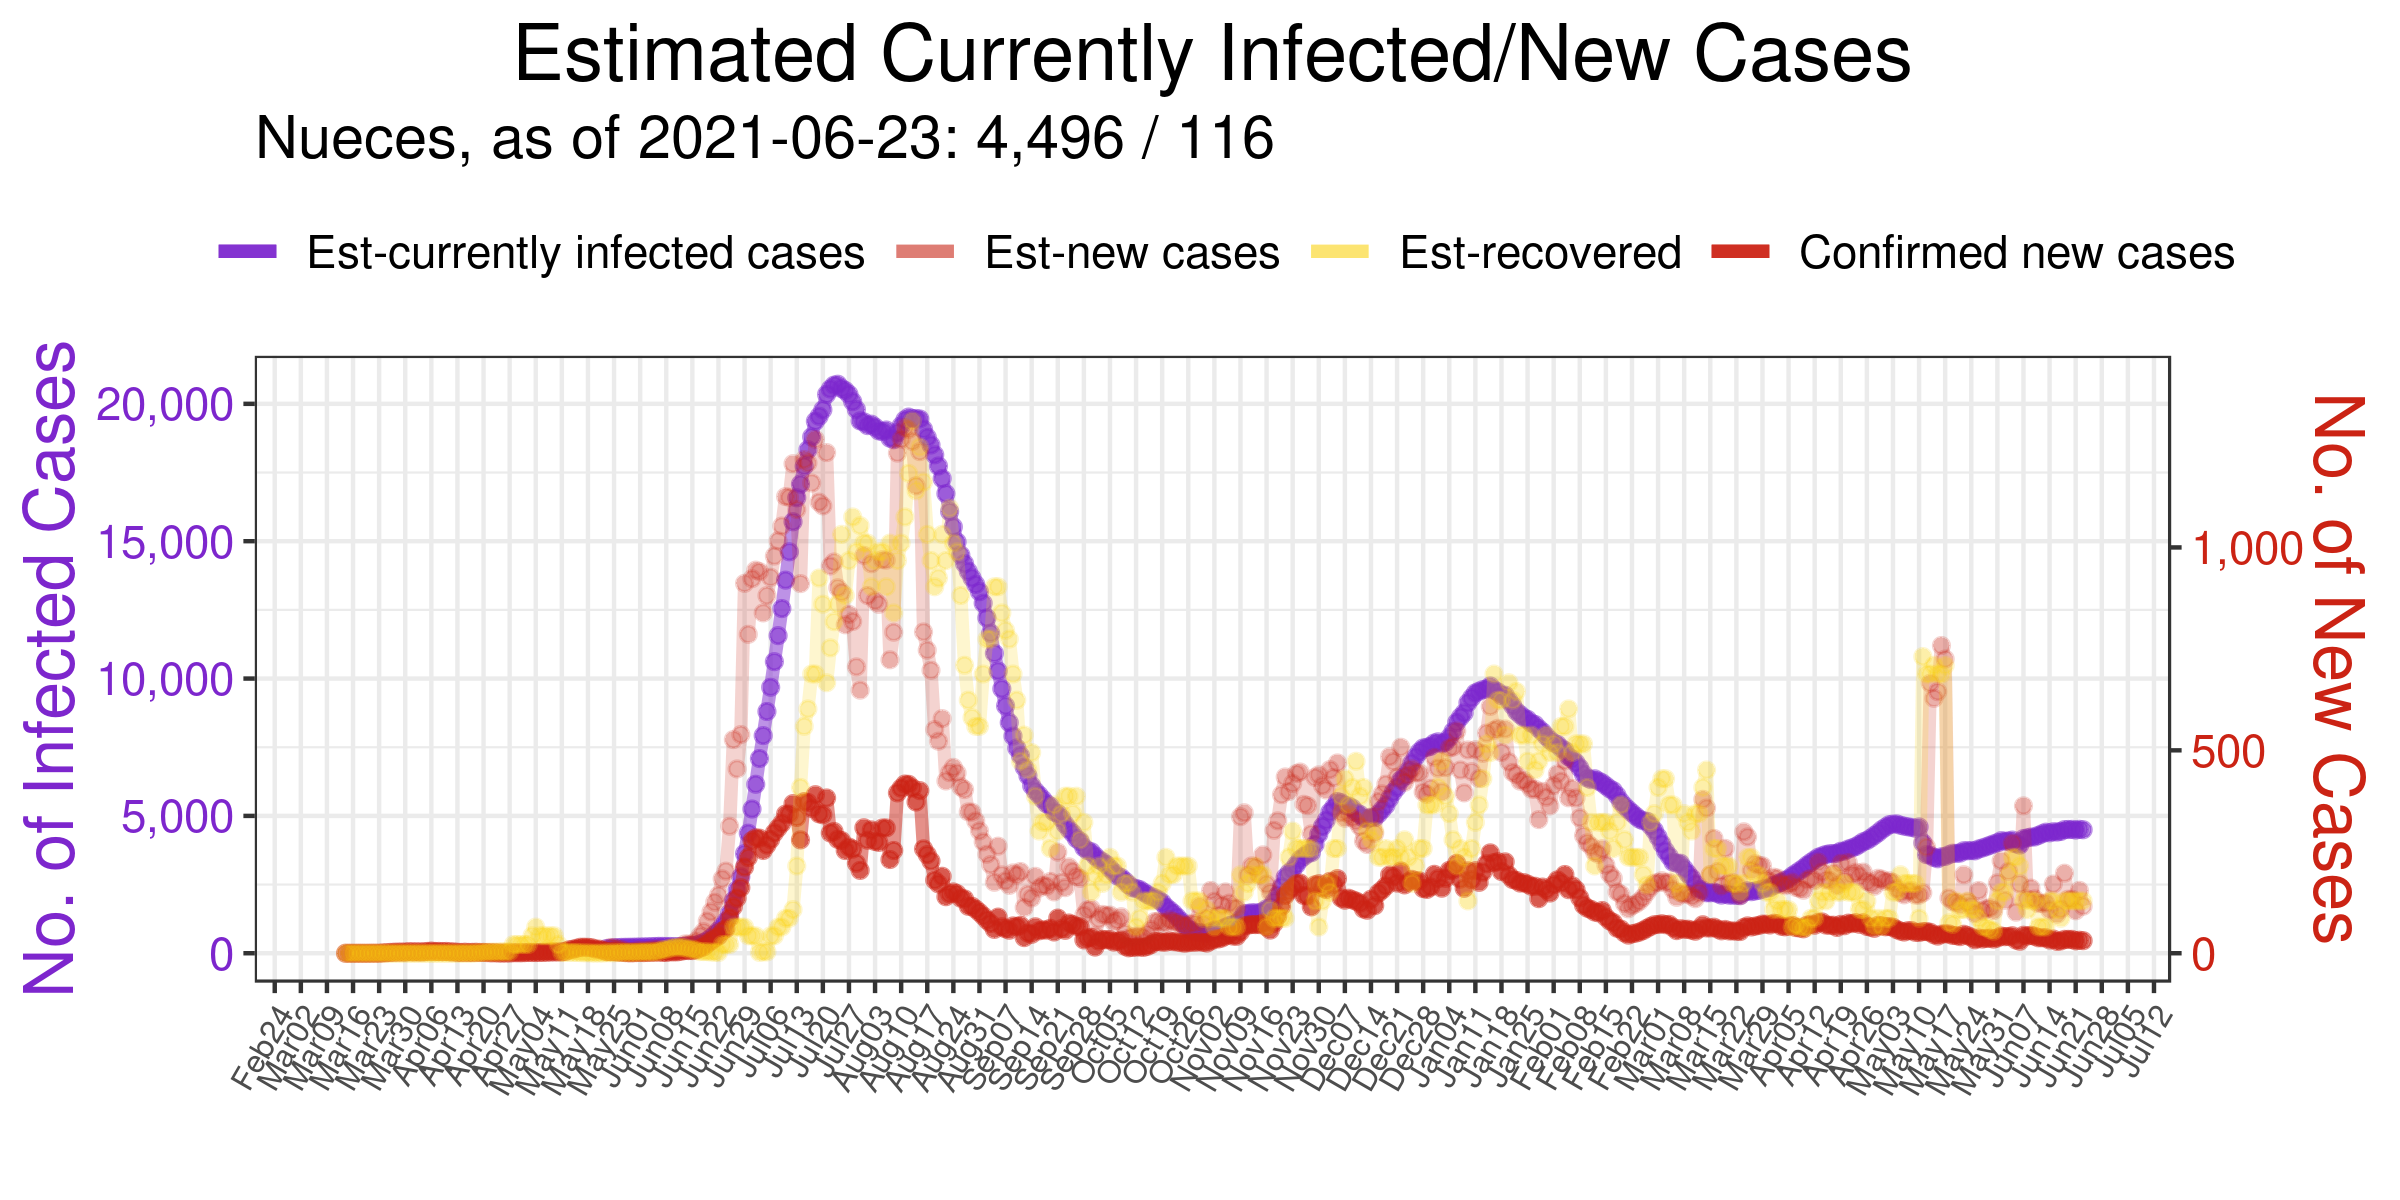 Estimated Currently Infected/New Cases
Nueces, as of 2021-06-23: 4,496 / 116
Est-currently infected cases
Est-new cases
Est-recovered
Confirmed new cases
No. of Infected Cases
20,000
15,000
10,000
5,000
0
1,000
500
0
No. of New Cases
Feb24
Mar02
Mar09
Mar16
Mar23
Mar30
Apr06
Apr13
Apr20
Apr27
May04
May11
May18
May25
Jun01
Jun08
Jun15
Jun22
Jun29
Jul06
Jul13
Jul20
Jul27
Aug03
Aug10
Aug17
Aug24
Aug31
Sep07
Sep14
Sep21
Sep28
Oct05
Oct12
Oct19
Oct26
Nov02
Nov09
Nov16
Nov23
Nov30
Dec07
Dec14
Dec21
Dec28
Jan04
Jan11
Jan18
Jan25
Feb01
Feb08
Feb15
Feb22
Mar01
Mar08
Mar15
Mar22
Mar29
Apr05
Apr12
Apr19
Apr26
May03
May10
May17
May24
May31
Jun07
Jun14
Jun21
Jun28
Jul05
Jul12